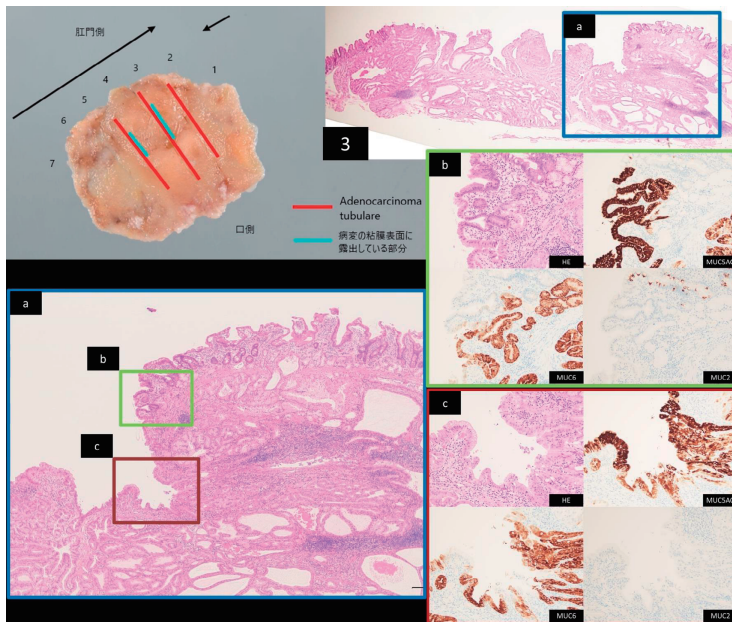 肛門側
1
2
3
4
5
6
7
口側
Adenocarcinoma
tubulare
病変の粘膜表面に
露出している部分
3
a
b
HE
MUC5AC
MUC6
MUC2
a
b
c
c
HE
MUC5AC
MUC6
MUC2